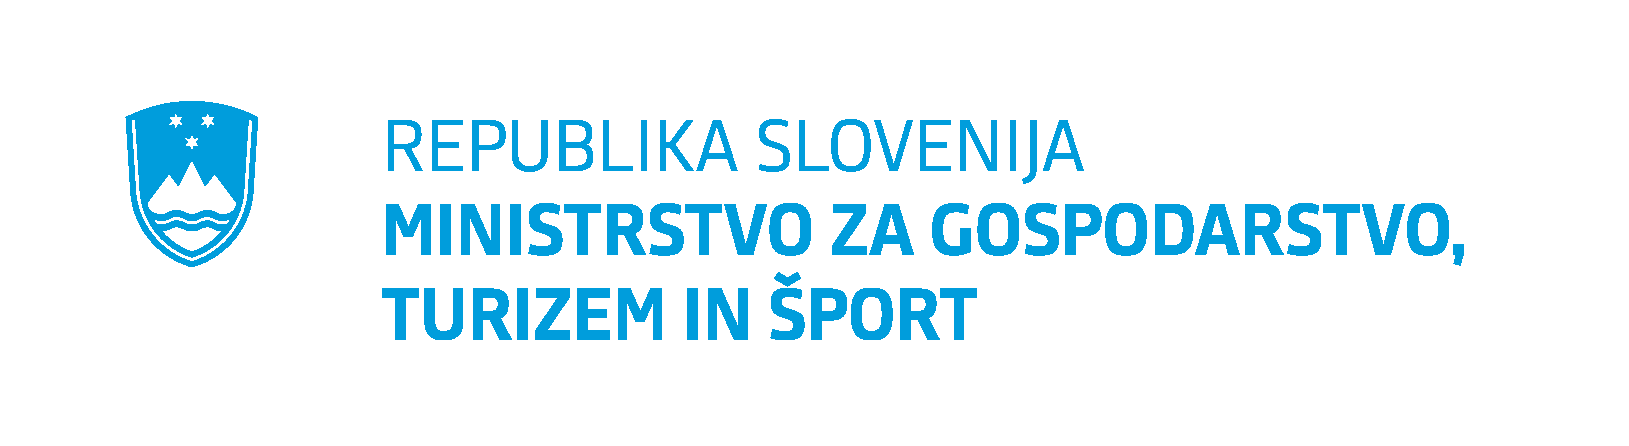 REPUBLIKA SLOVENIJA
MINISTRSTVO ZA GOSPODARSTVO,
TURIZEM IN ŠPORT